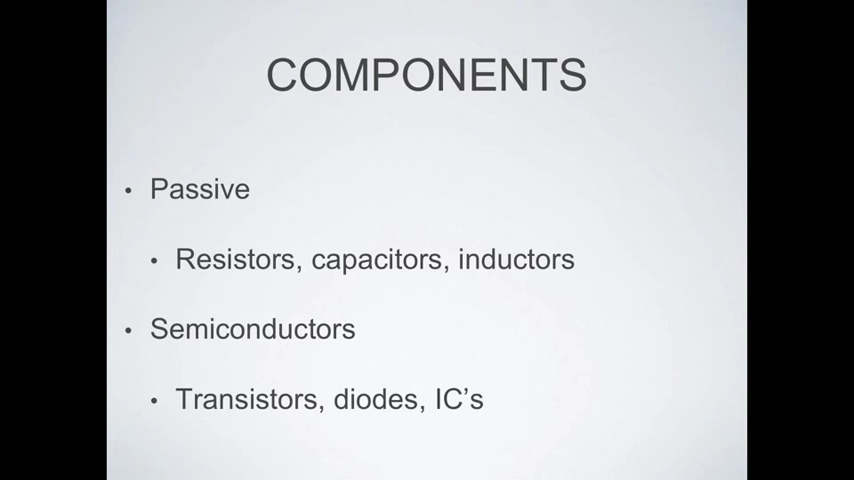 COMPONENTS
• Passive
• Resistors, capacitors, inductors
• Semiconductors
• Transistors, diodes, IC’s